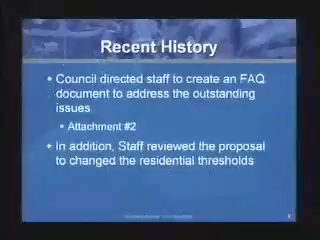 Recent History
• Council directed staff to create an FAQ
document to address the outstanding
issues
• Attachment #2
• In addition, Staff reviewed the proposal
to changed the residential thresholds